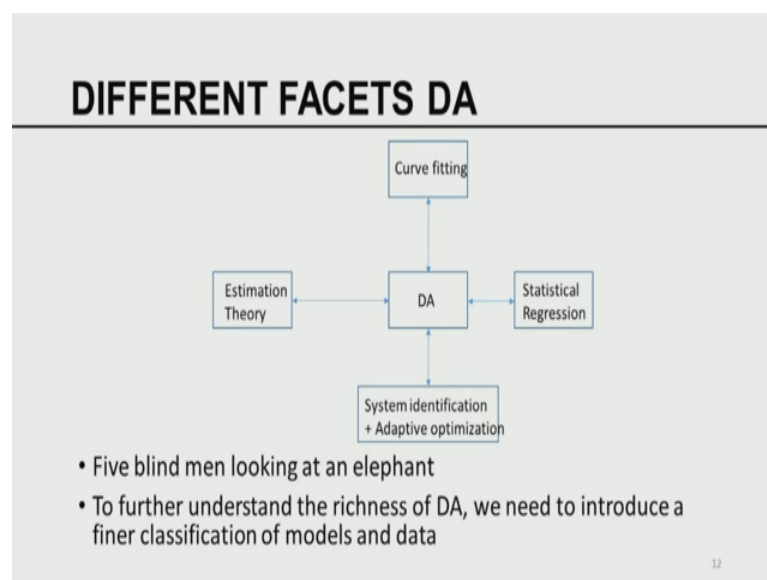 DIFFERENT FACETS DA
Curve fitting
Estimation
Theory
DA
Statistical
Regression
System identification
+ Adaptive optimization
• Five blind men looking at an elephant
• To further understand the richness of DA, we need to introduce a
finer classification of models and data
12